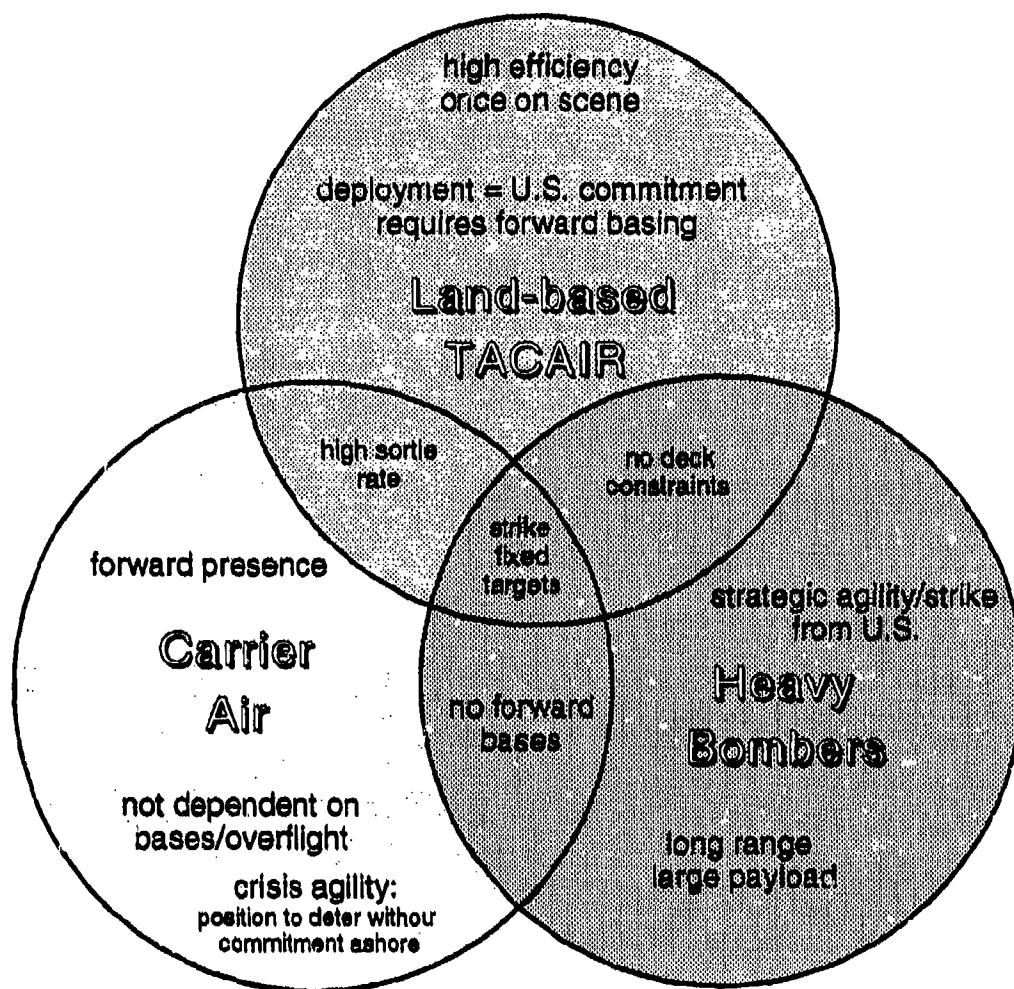 high efficiency
once on scene
deployment = U.S. commitment
requires forward basing
Land-based
TACAIR
high sortie
rate
no deck
constraints
strike
fixed
targets
forward presence
Carrier
Air
not dependent on
bases/overflight
crisis agility:
position to deter without
commitment ashore
no forward
bases
strategic agility/strike
from U.S.
Heavy
Bombers
long range
large payload